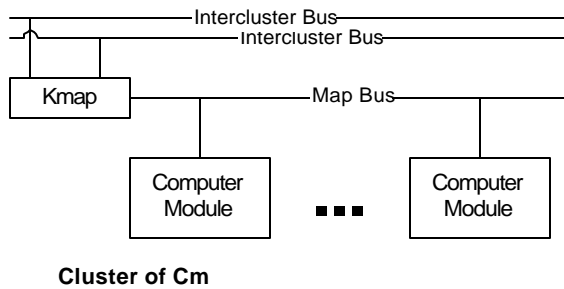 Intercluster Bus
Intercluster Bus
Kmap
Map Bus
Computer
Module
Computer
Module
Cluster of Cm